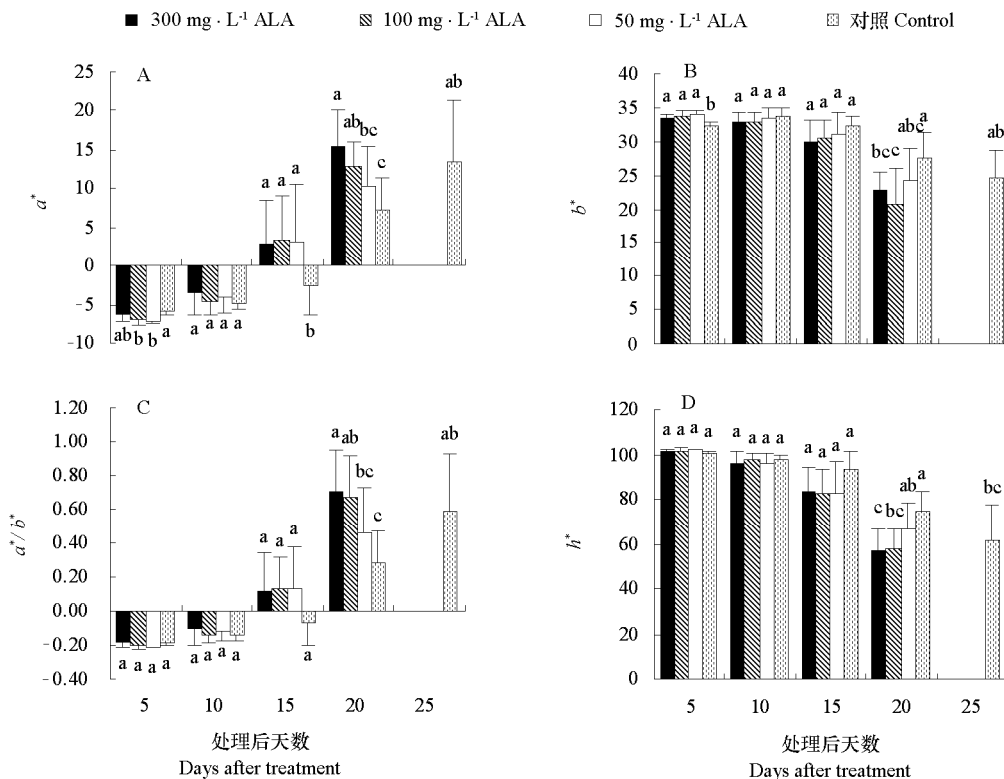 300 mg · L⁻¹ ALA 100 mg · L⁻¹ ALA 50 mg · L⁻¹ ALA 对照 Control
A
25
20
15
10
5
0
-5
-10
a*
ab b b a
a a a a
a a a b
a ab bc c
ab
B
40
35
30
25
20
15
10
5
0
b*
a a a b
a a a a
a a a a
bc c abc a
ab
C
1.20
1.00
0.80
0.60
0.40
0.20
0.00
-0.20
-0.40
a*/b*
a a a a
a a a a
a a a a
a ab bc c
ab
5 10 15 20 25
处理后天数
Days after treatment
D
120
100
80
60
40
20
0
h*
a a a a
a a a a
a a a a
c bc ab a
bc
5 10 15 20 25
处理后天数
Days after treatment